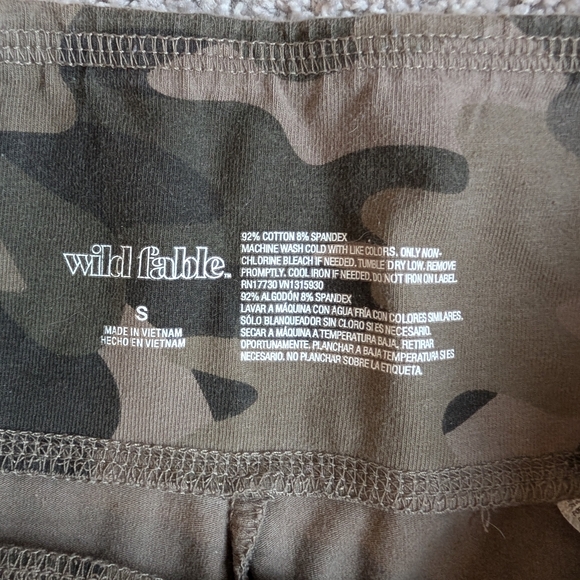 wild fable™
S
MADE IN VIETNAM
HECHO EN VIETNAM
92% COTTON 8% SPANDEX
MACHINE WASH COLD WITH LIKE COLORS. ONLY NON-
CHLORINE BLEACH IF NEEDED. TUMBLE DRY LOW. REMOVE
PROMPTLY. COOL IRON IF NEEDED. DO NOT IRON ON LABEL.
RN17730 VN1315930
92% ALGODÓN 8% SPANDEX
LAVAR A MÁQUINA CON AGUA FRÍA CON COLORES SIMILARES.
SÓLO BLANQUEADOR SIN CLORO SI ES NECESARIO.
SECAR A MÁQUINA A TEMPERATURA BAJA. RETIRAR
OPORTUNAMENTE. PLANCHAR A BAJA TEMPERATURA SI ES
NECESARIO. NO PLANCHAR SOBRE LA ETIQUETA.